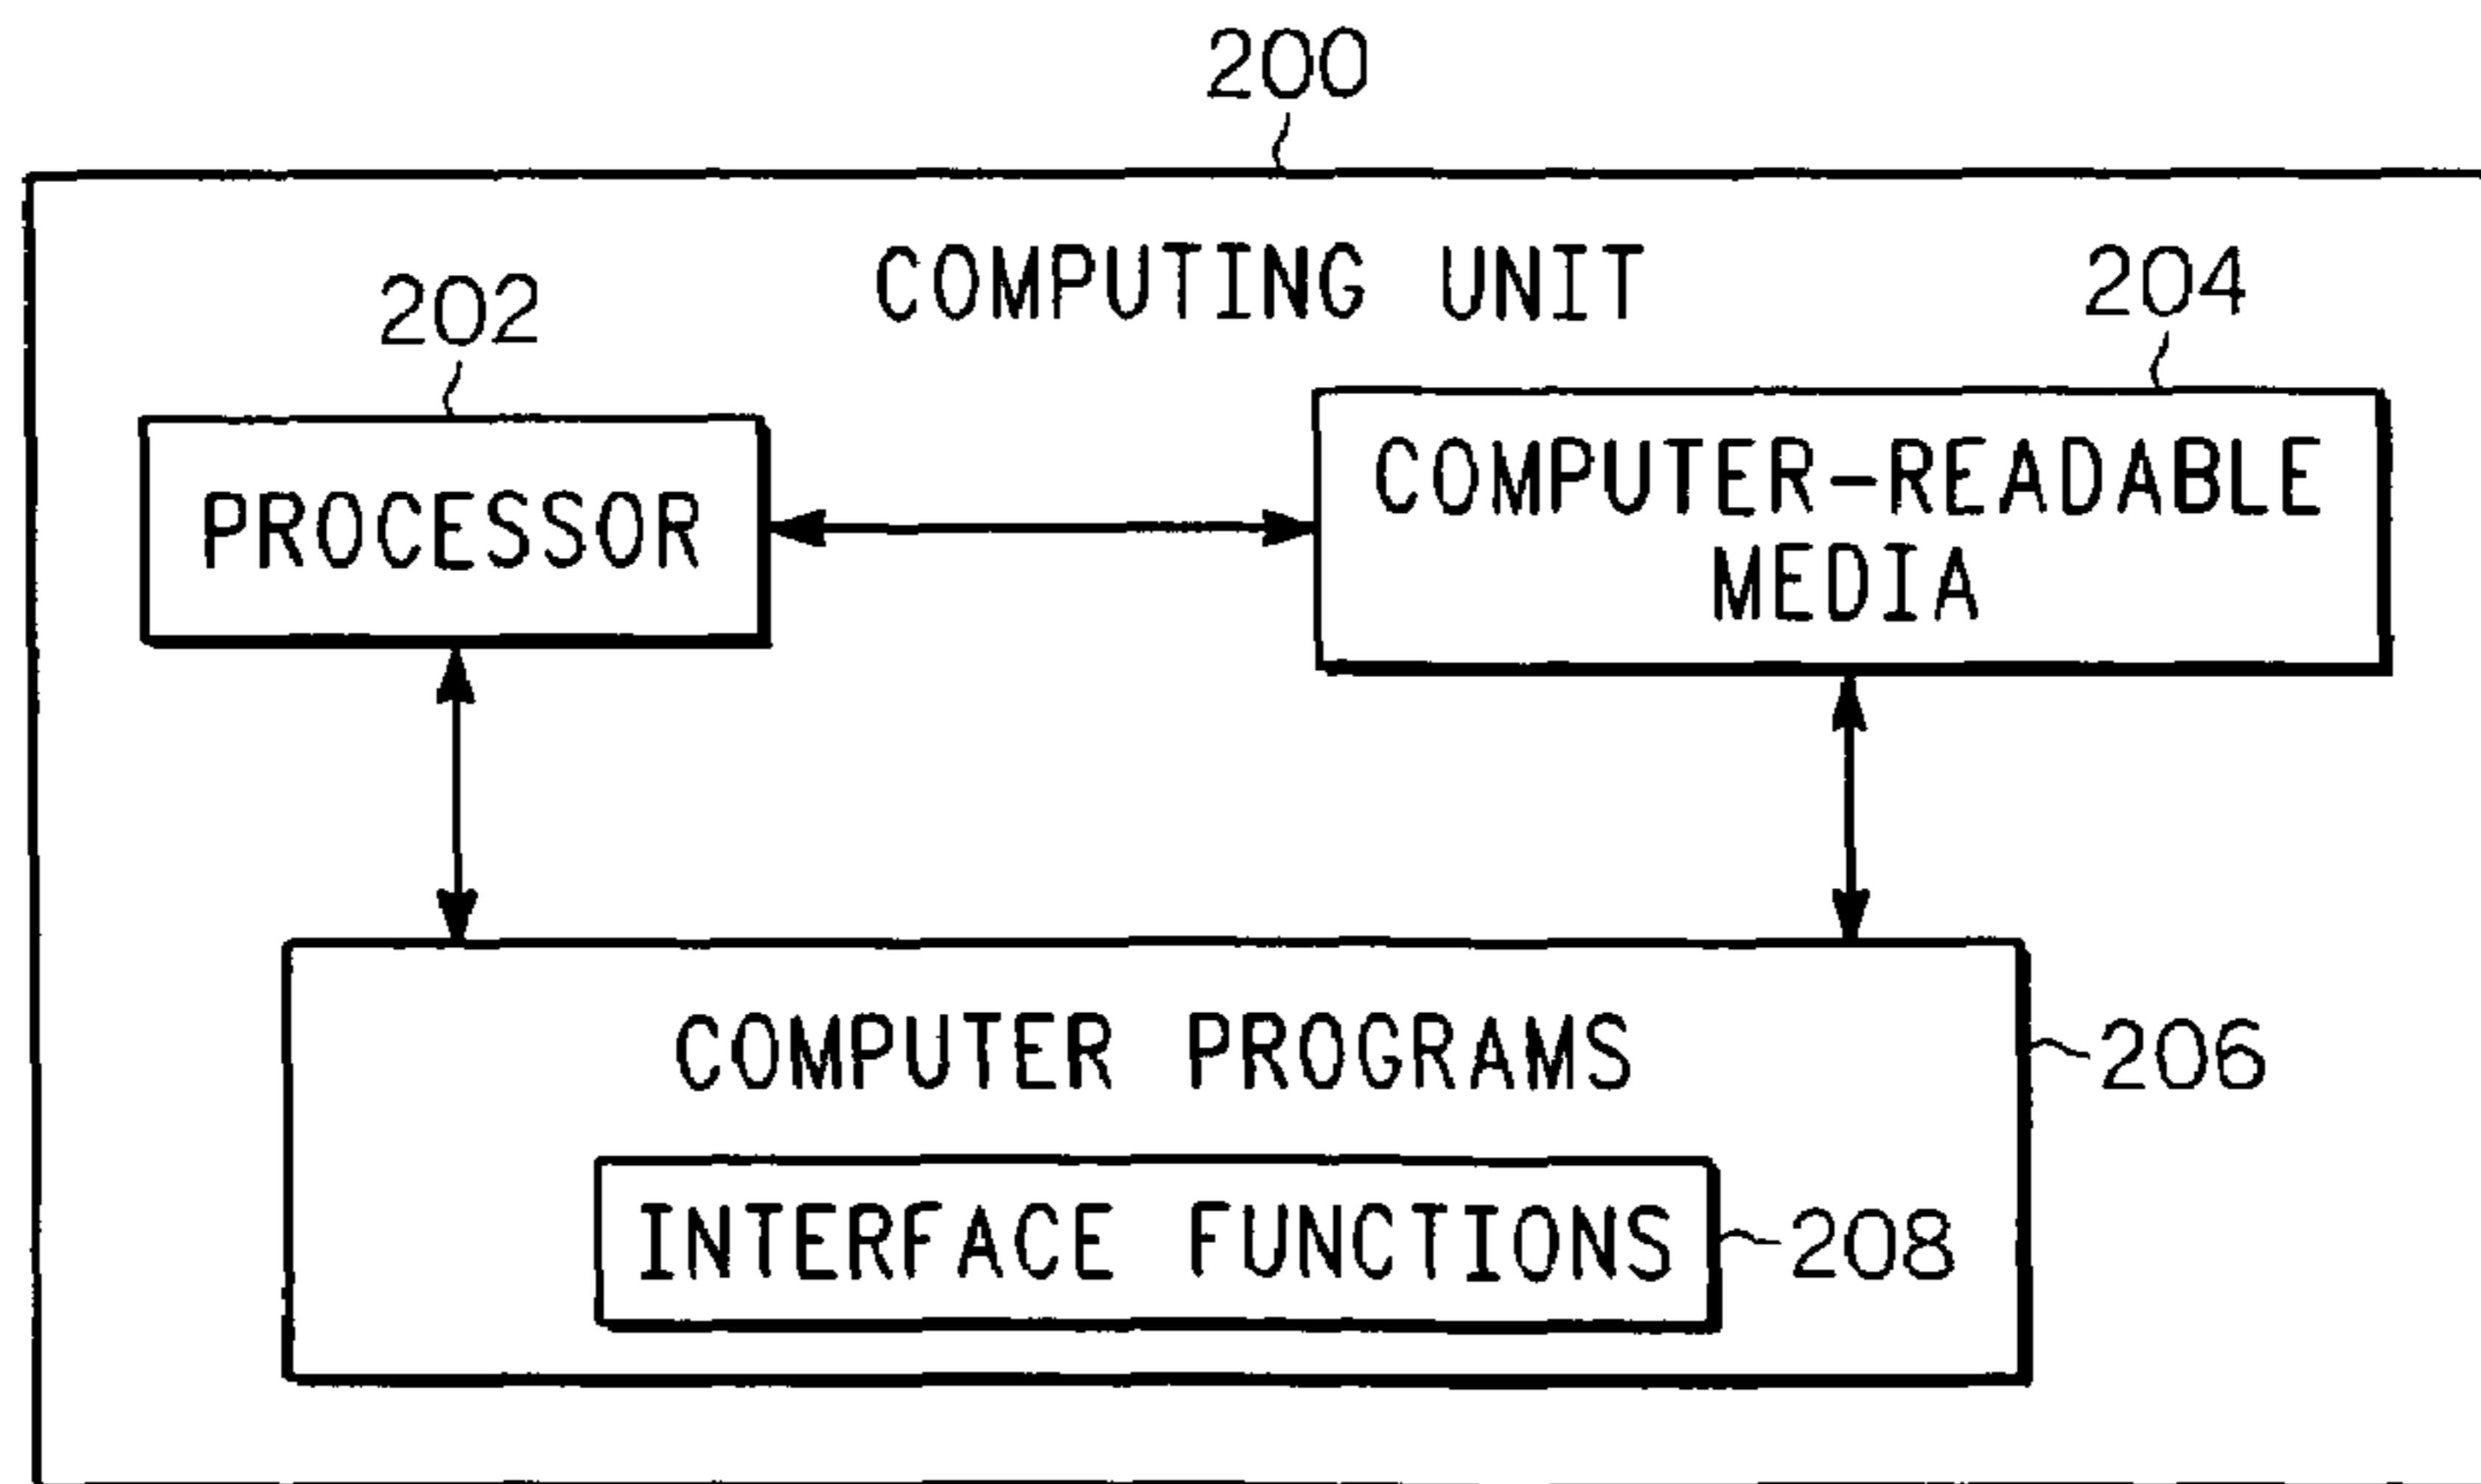 200
COMPUTING UNIT
202
204
PROCESSOR
COMPUTER-READABLE
MEDIA
COMPUTER PROGRAMS
206
INTERFACE FUNCTIONS
208